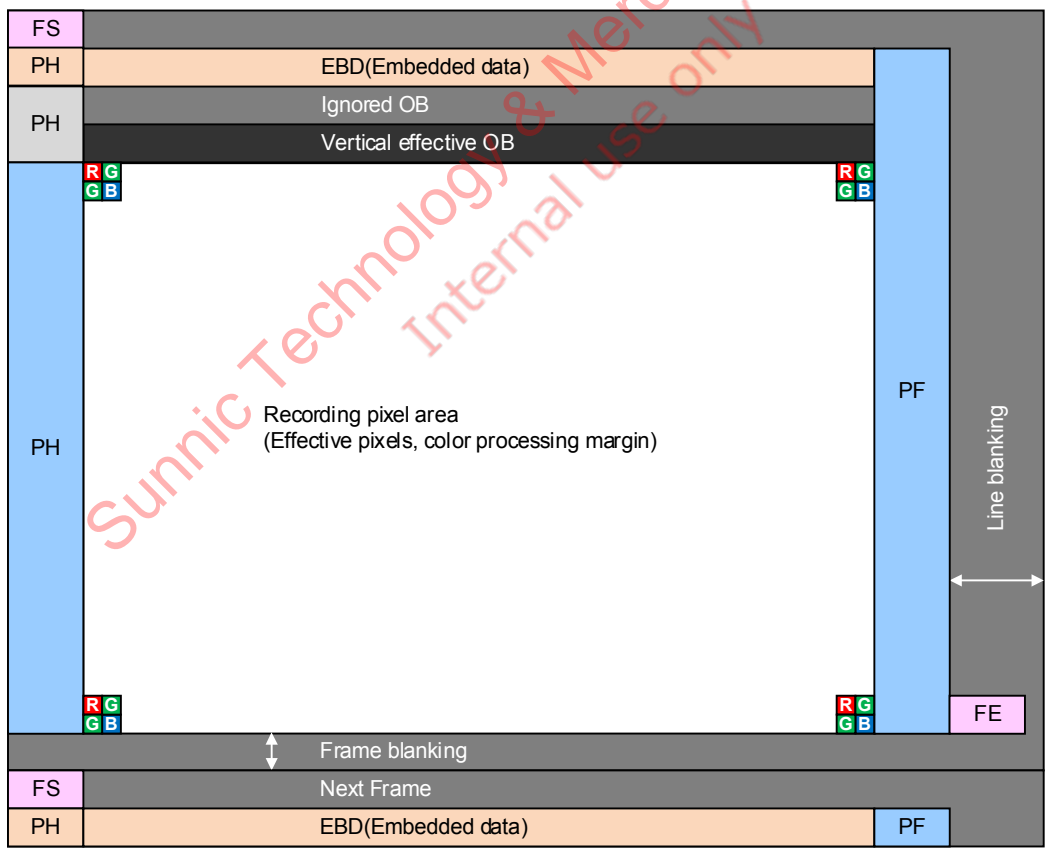 FS
PH EBD(Embedded data)
PH Ignored OB
Vertical effective OB
R G R G
G B G B
Sunnic Technology & Merc
Internal use only
PH Recording pixel area PF
(Effective pixels, color processing margin)
Line blanking
R G R G
G B G B
FE
Frame blanking
FS Next Frame
PH EBD(Embedded data) PF